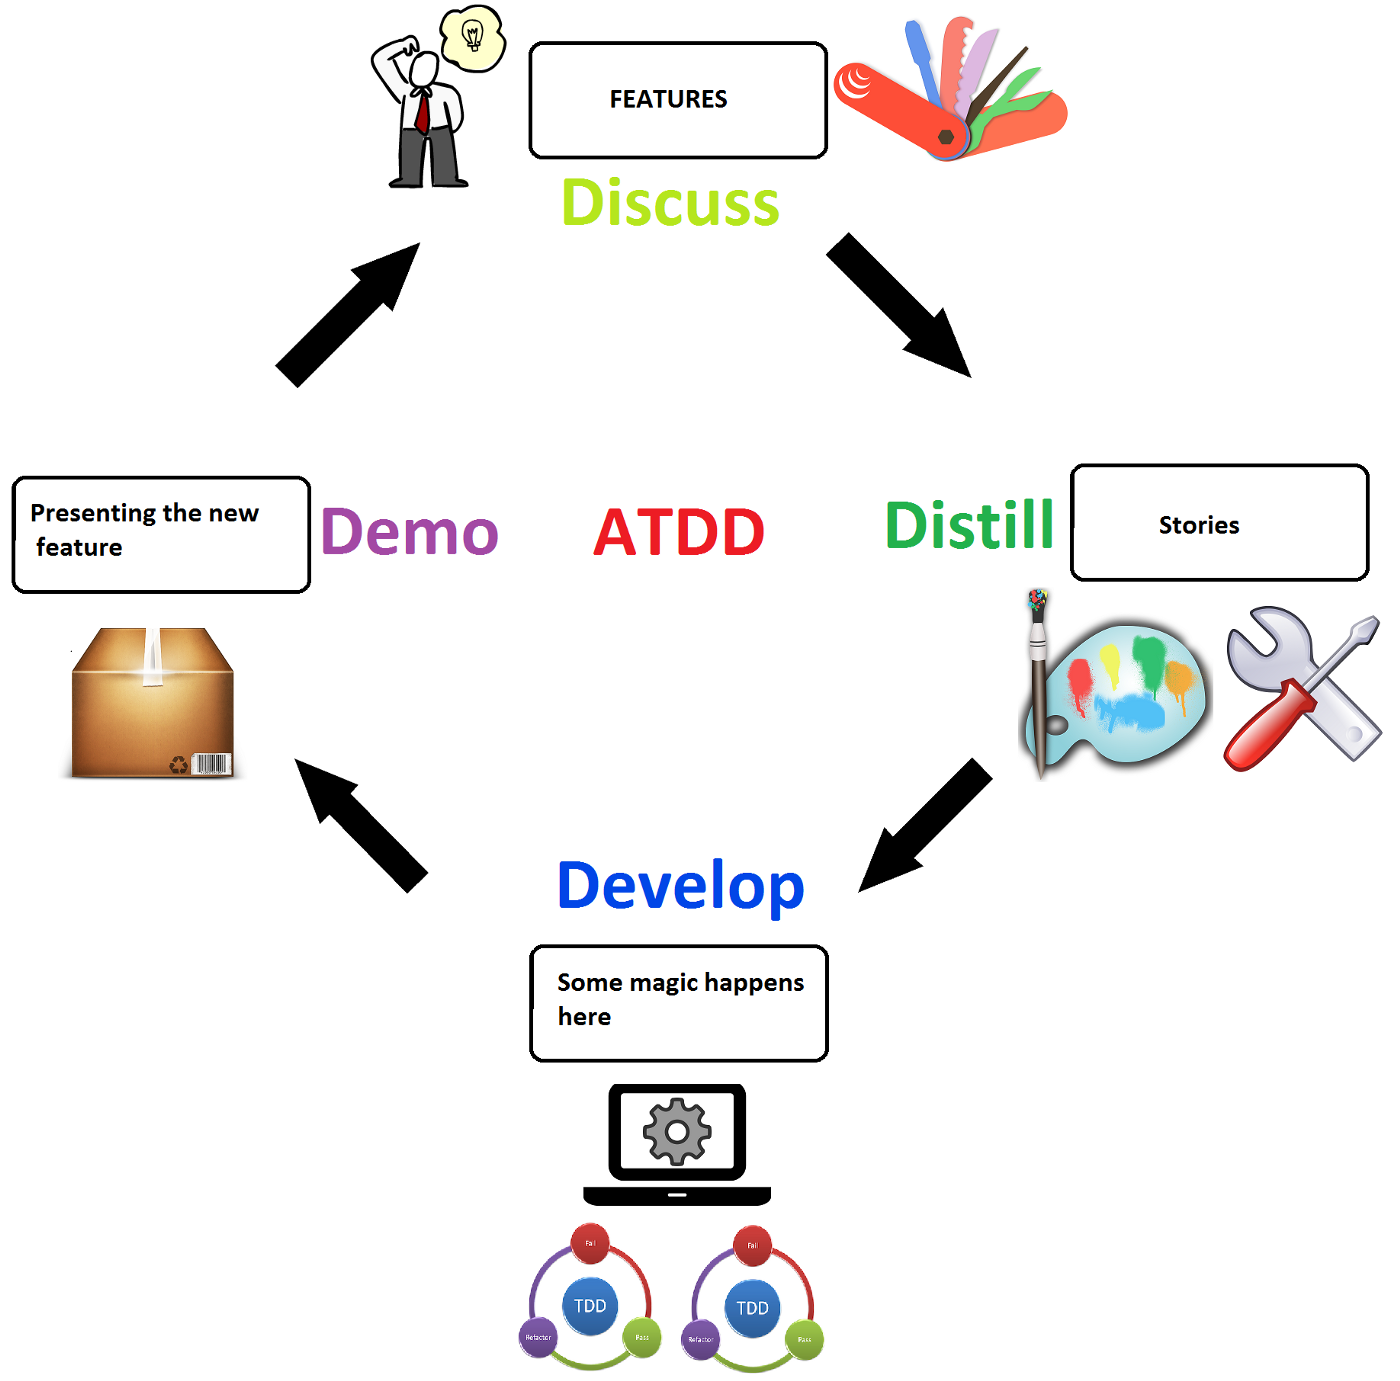 FEATURES
Discuss
Presenting the new
feature
Demo
ATDD
Distill
Stories
Develop
Some magic happens
here
Fail
TDD
Refactor
Pass
Fail
TDD
Refactor
Pass